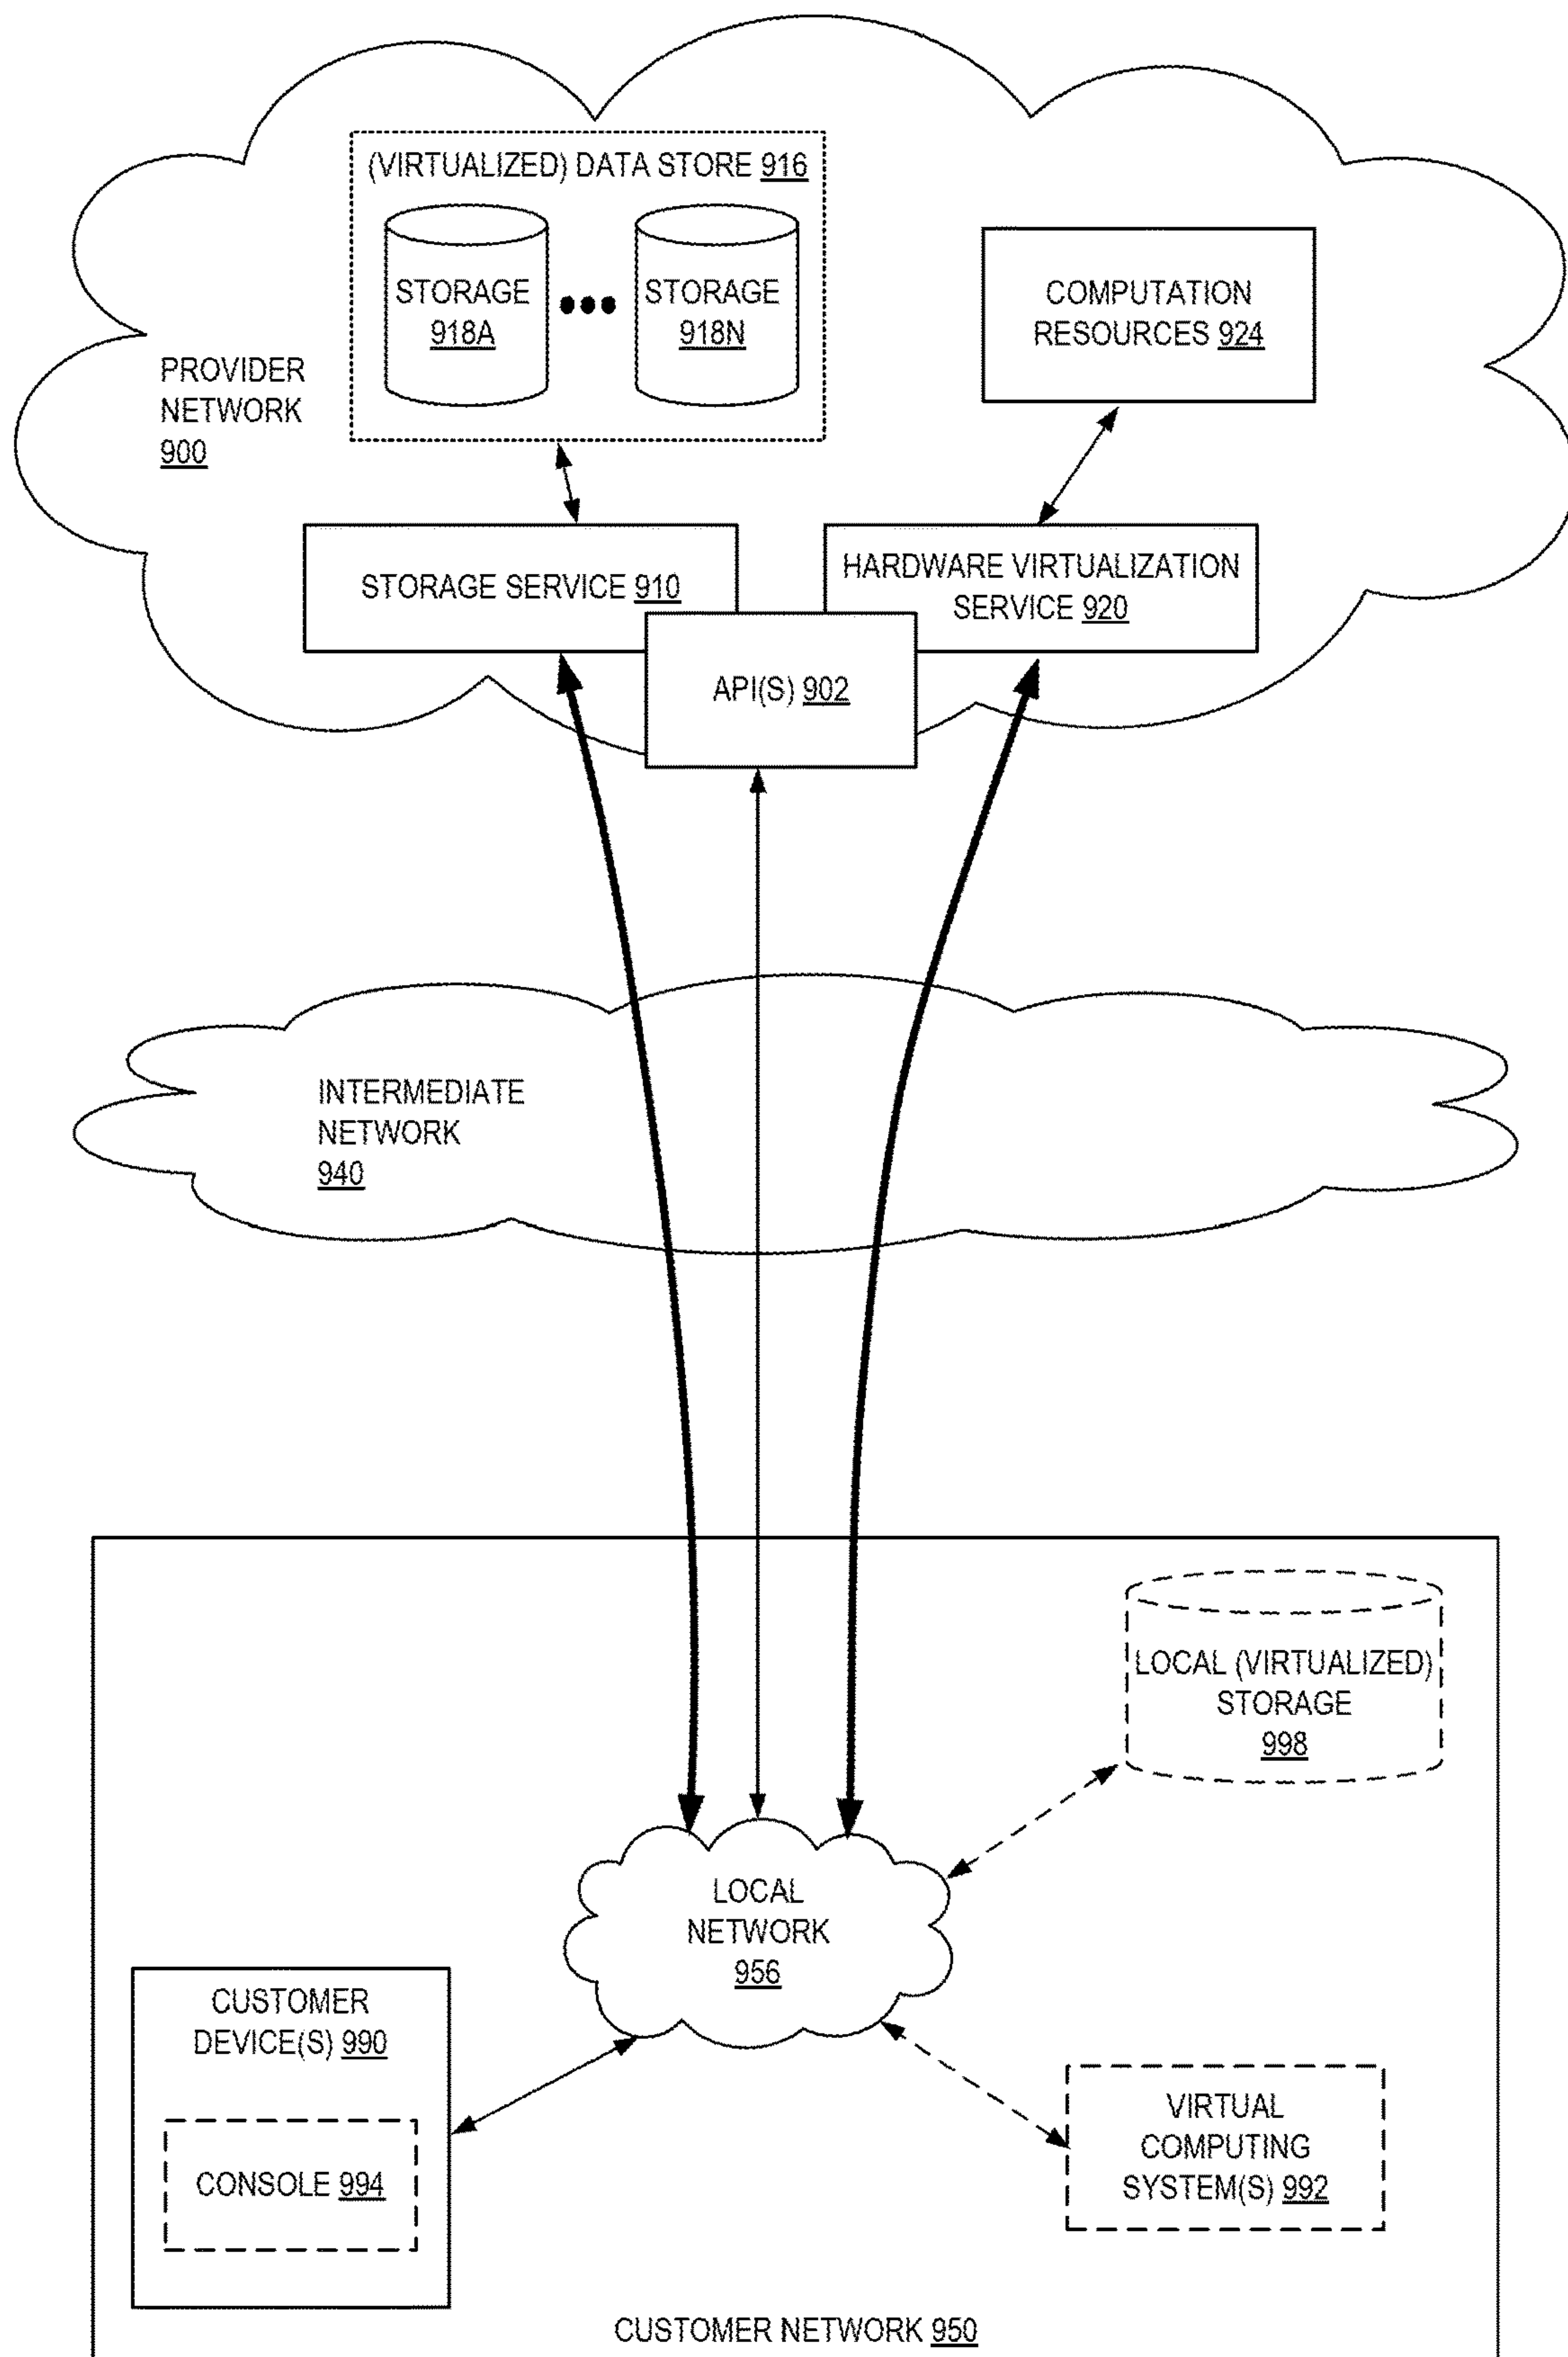 (VIRTUALIZED) DATA STORE 916
STORAGE
918A
STORAGE
918N
COMPUTATION
RESOURCES 924
PROVIDER
NETWORK
900
STORAGE SERVICE 910
HARDWARE VIRTUALIZATION
SERVICE 920
API(S) 902
INTERMEDIATE
NETWORK
940
LOCAL (VIRTUALIZED)
STORAGE
998
LOCAL
NETWORK
956
CUSTOMER
DEVICE(S) 990
CONSOLE 994
VIRTUAL
COMPUTING
SYSTEM(S) 992
CUSTOMER NETWORK 950